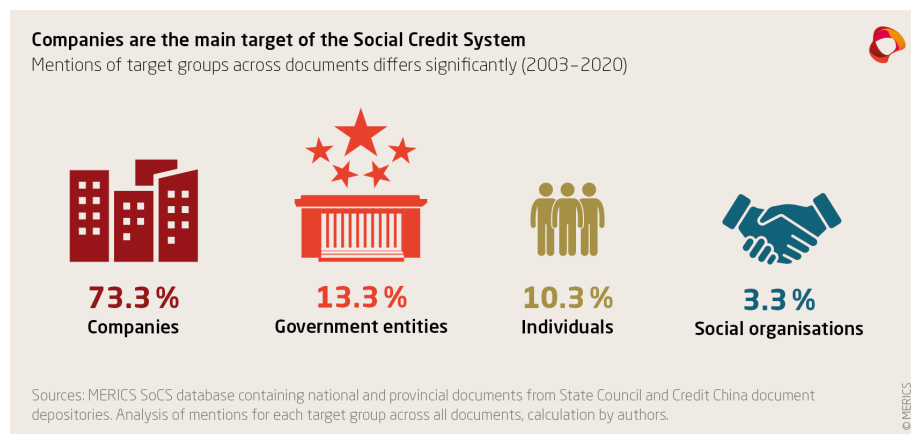 Companies are the main target of the Social Credit System
Mentions of target groups across documents differs significantly (2003–2020)
73.3 %
Companies
13.3 %
Government entities
10.3 %
Individuals
3.3 %
Social organisations
Sources: MERICS SoCS database containing national and provincial documents from State Council and Credit China document
depositories. Analysis of mentions for each target group across all documents, calculation by authors.
© MERICS